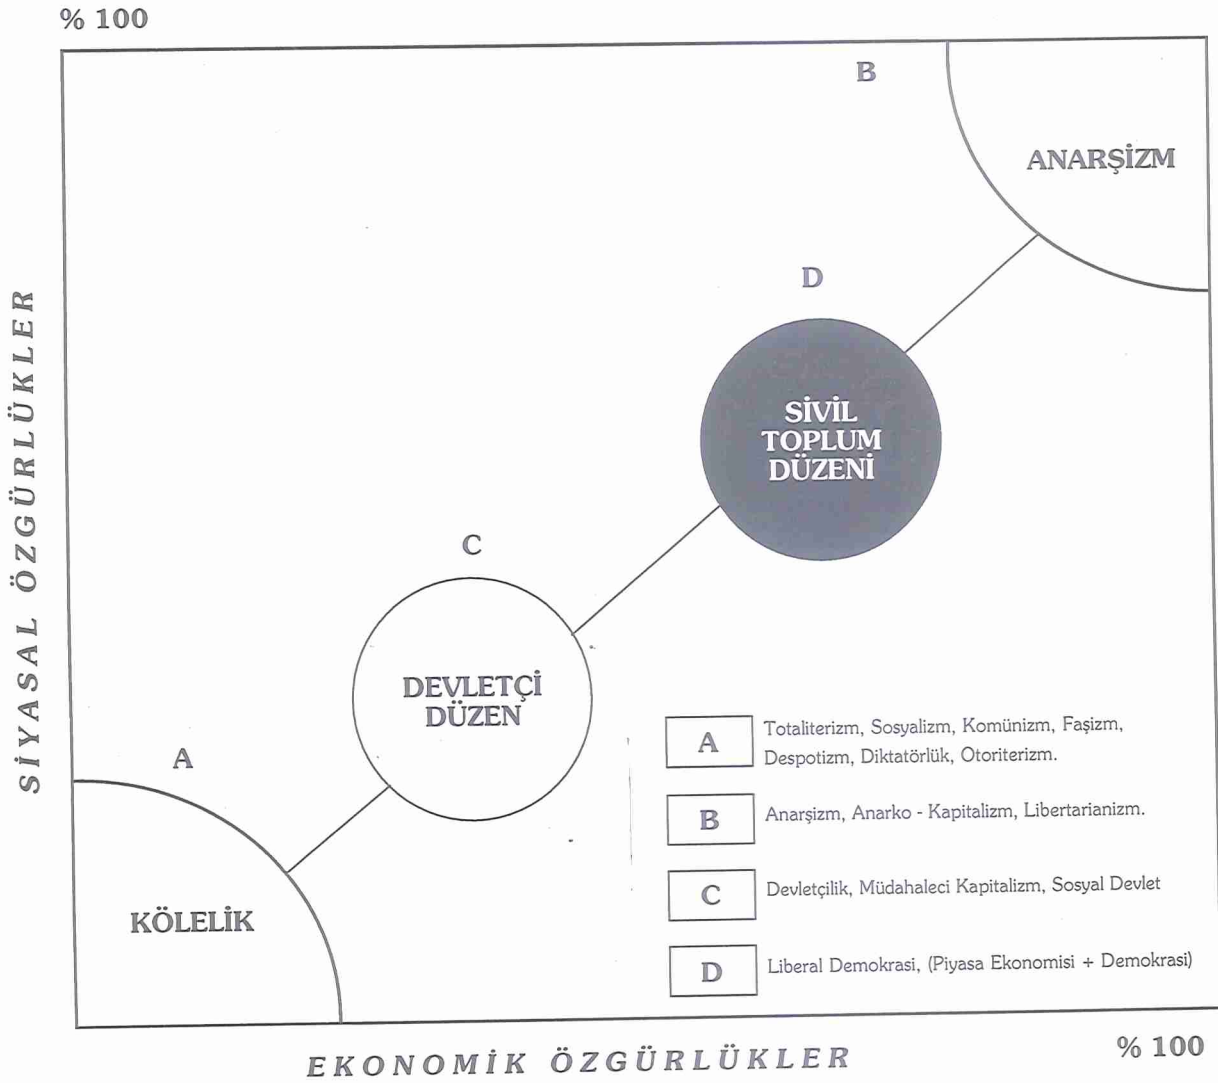 % 100
B
ANARŞİZM
D
SİVİL
TOPLUM
DÜZENİ
SİYASAL ÖZGÜRLÜKLER
C
DEVLETÇİ
DÜZEN
A
KÖLELİK
A Totaliterizm, Sosyalizm, Komünizm, Faşizm,
Despotizm, Diktatörlük, Otoriterizm.
B Anarşizm, Anarko - Kapitalizm, Libertarianizm.
C Devletçilik, Müdahaleci Kapitalizm, Sosyal Devlet
D Liberal Demokrasi, (Piyasa Ekonomisi + Demokrasi)
EKONOMİK ÖZGÜRLÜKLER
% 100